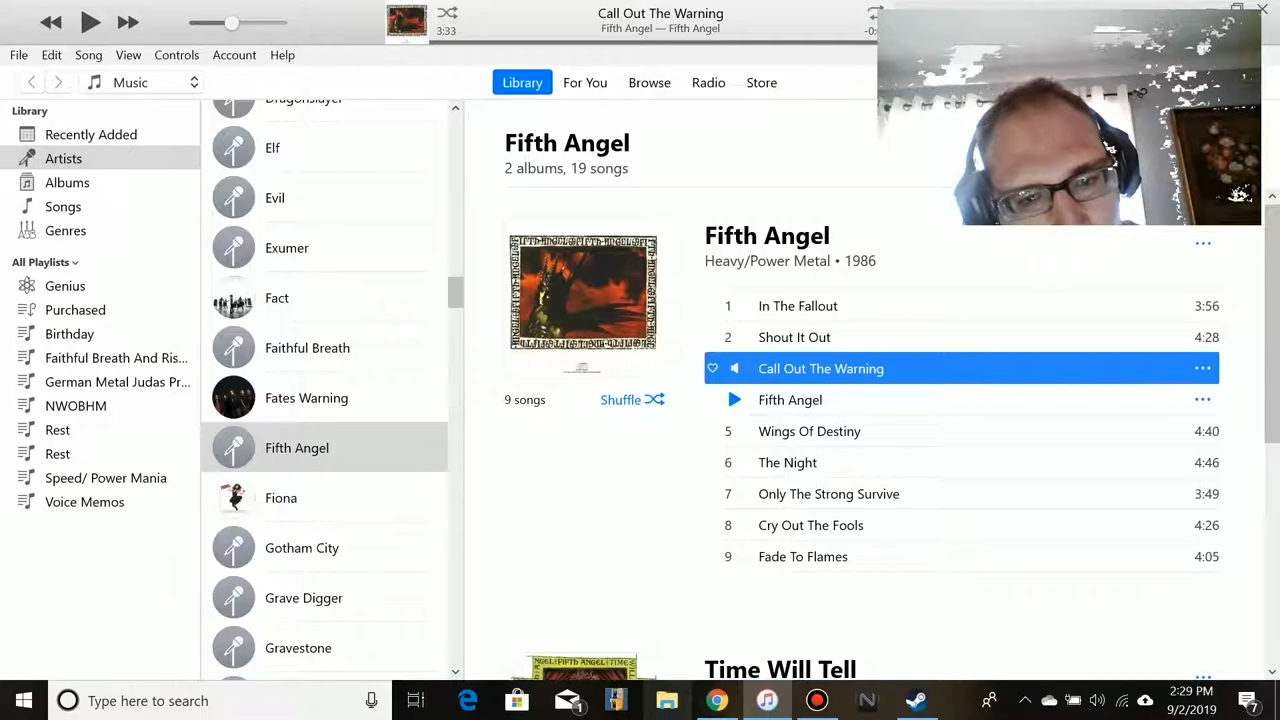 Call Out The Warning
3:33
Fifth Angel — Fifth Angel
File Edit Song View Controls Account Help
Music
Library For You Browse Radio Store
Library
Recently Added
Artists
Albums
Songs
Genres
All Playlists
Genius
Purchased
Birthday
Faithful Breath And Ris...
German Metal Judas Pr...
NWOBHM
Rest
Rest
Speed/ Power Mania
Voice Memos
Dragonslayer
Elf
Evil
Exumer
Fact
Faithful Breath
Fates Warning
Fifth Angel
Fiona
Gotham City
Grave Digger
Gravestone
Fifth Angel
2 albums, 19 songs
9 songs
Shuffle
Fifth Angel
Heavy/Power Metal • 1986
1 In The Fallout 3:56
2 Shout It Out 4:28
Call Out The Warning
Fifth Angel
5 Wings Of Destiny 4:40
6 The Night 4:46
7 Only The Strong Survive 3:49
8 Cry Out The Fools 4:26
9 Fade To Flames 4:05
Time Will Tell
Type here to search
1
2:29 PM
9/2/2019
7